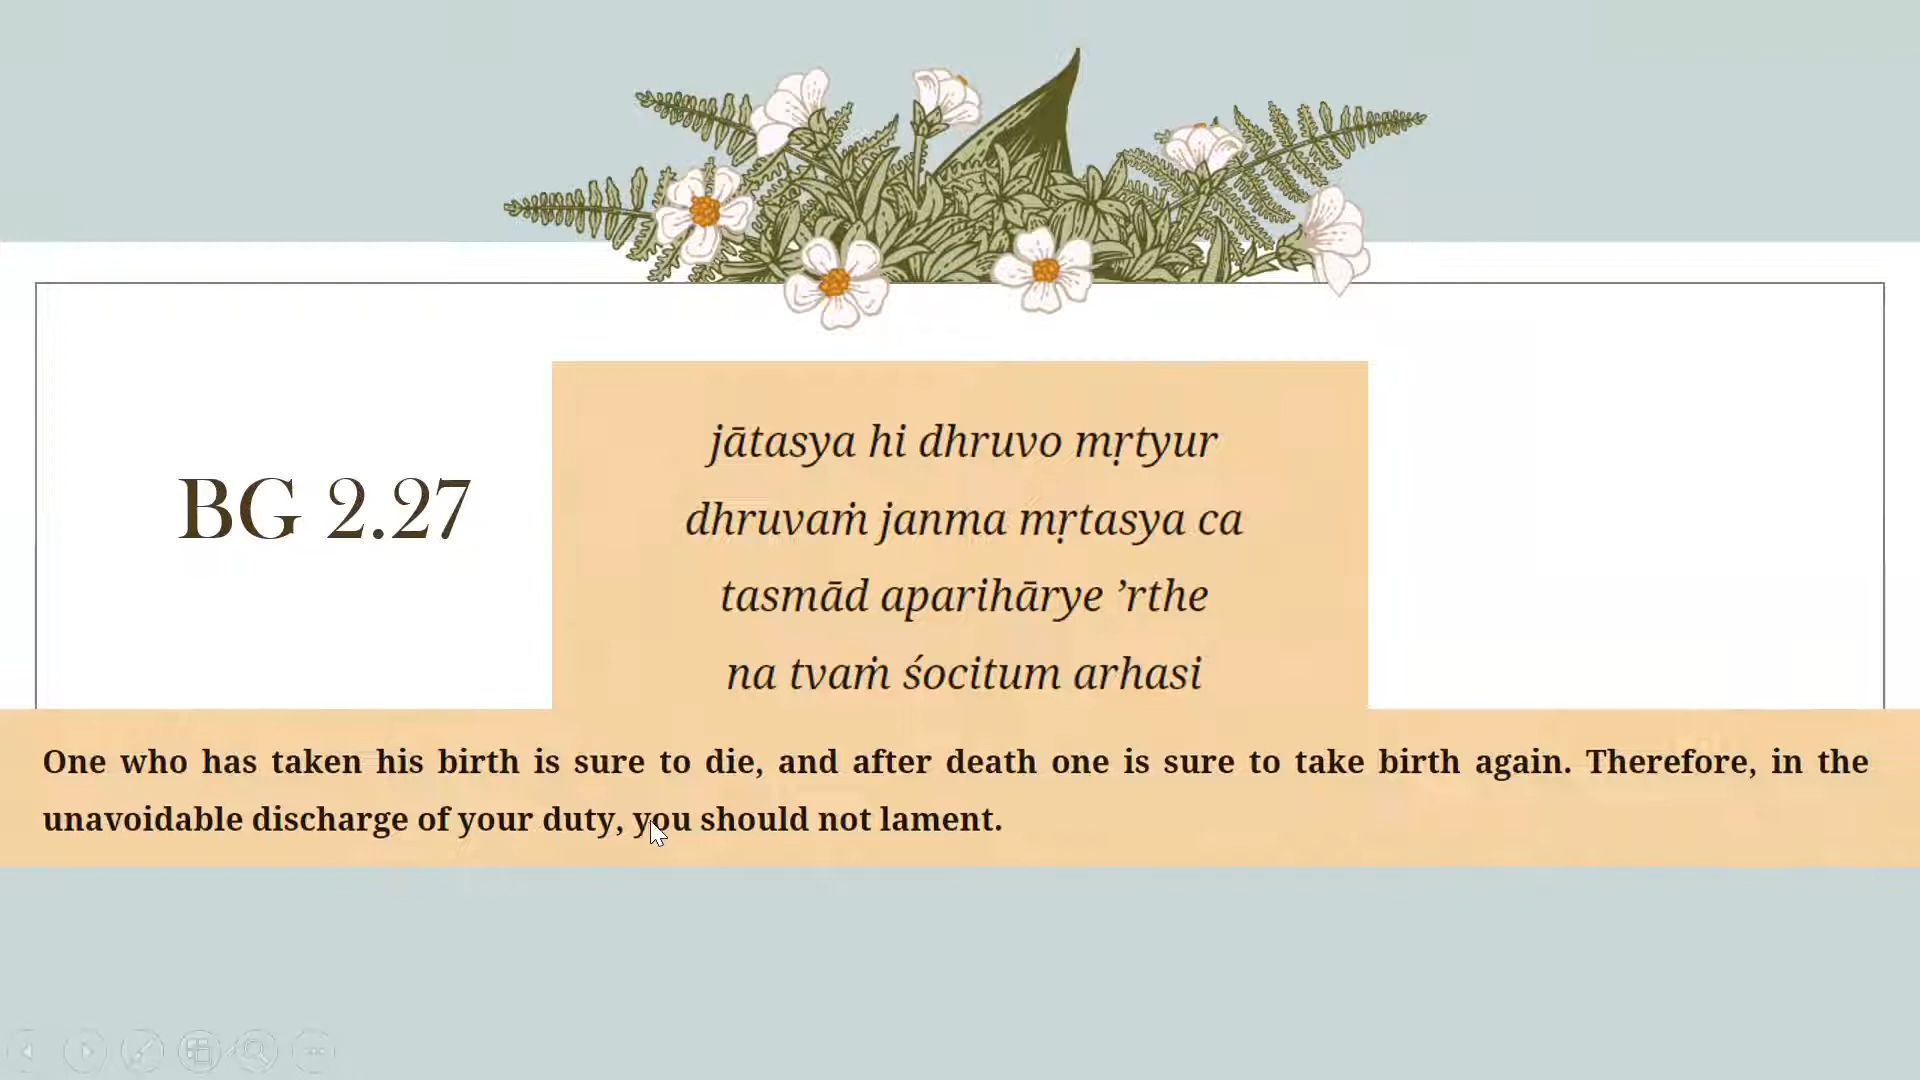 BG 2.27
jātasya hi dhruvo mṛtyur
dhruvaṁ janma mṛtasya ca
tasmād aparihārye ’rthe
na tvaṁ śocitum arhasi
One who has taken his birth is sure to die, and after death one is sure to take birth again. Therefore, in the
unavoidable discharge of your duty, you should not lament.